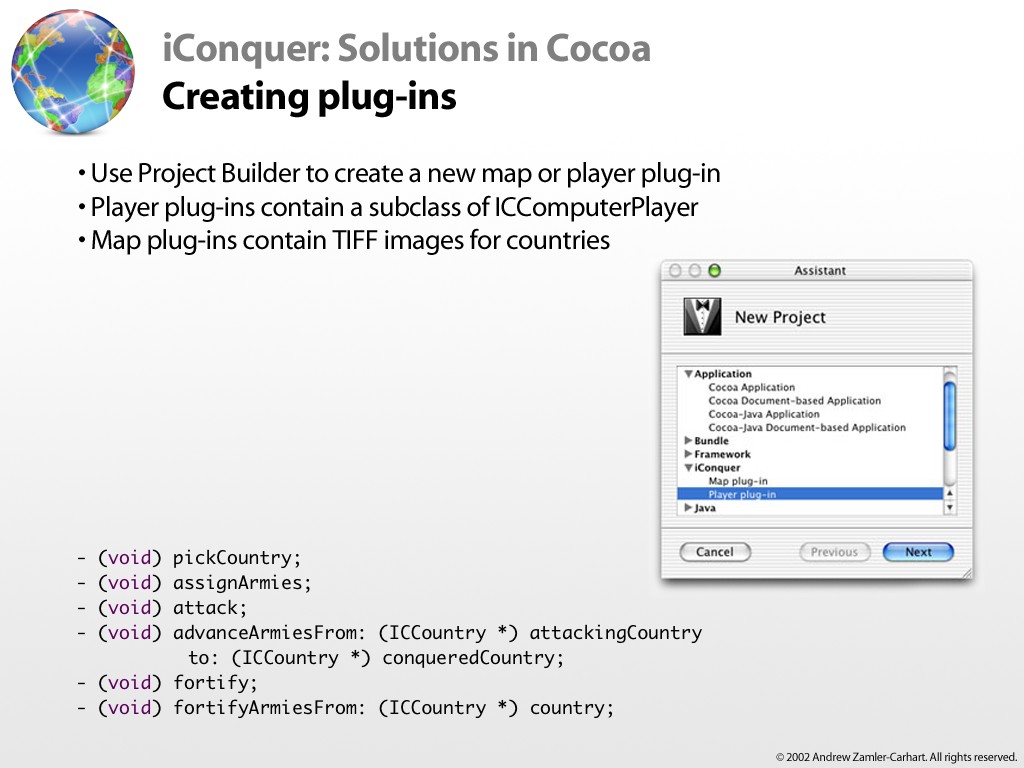 iConquer: Solutions in Cocoa
Creating plug-ins
• Use Project Builder to create a new map or player plug-in
• Player plug-ins contain a subclass of ICComputerPlayer
• Map plug-ins contain TIFF images for countries
Assistant
New Project
Application
Cocoa Application
Cocoa Document-based Application
Cocoa-Java Application
Cocoa-Java Document-based Application
Bundle
Framework
iConquer
Map plug-in
Player plug-in
Java
Cancel Previous Next
- (void) pickCountry;
- (void) assignArmies;
- (void) attack;
- (void) advanceArmiesFrom: (ICCountry *) attackingCountry
to: (ICCountry *) conqueredCountry;
- (void) fortify;
- (void) fortifyArmiesFrom: (ICCountry *) country;
© 2002 Andrew Zamler-Carhart. All rights reserved.